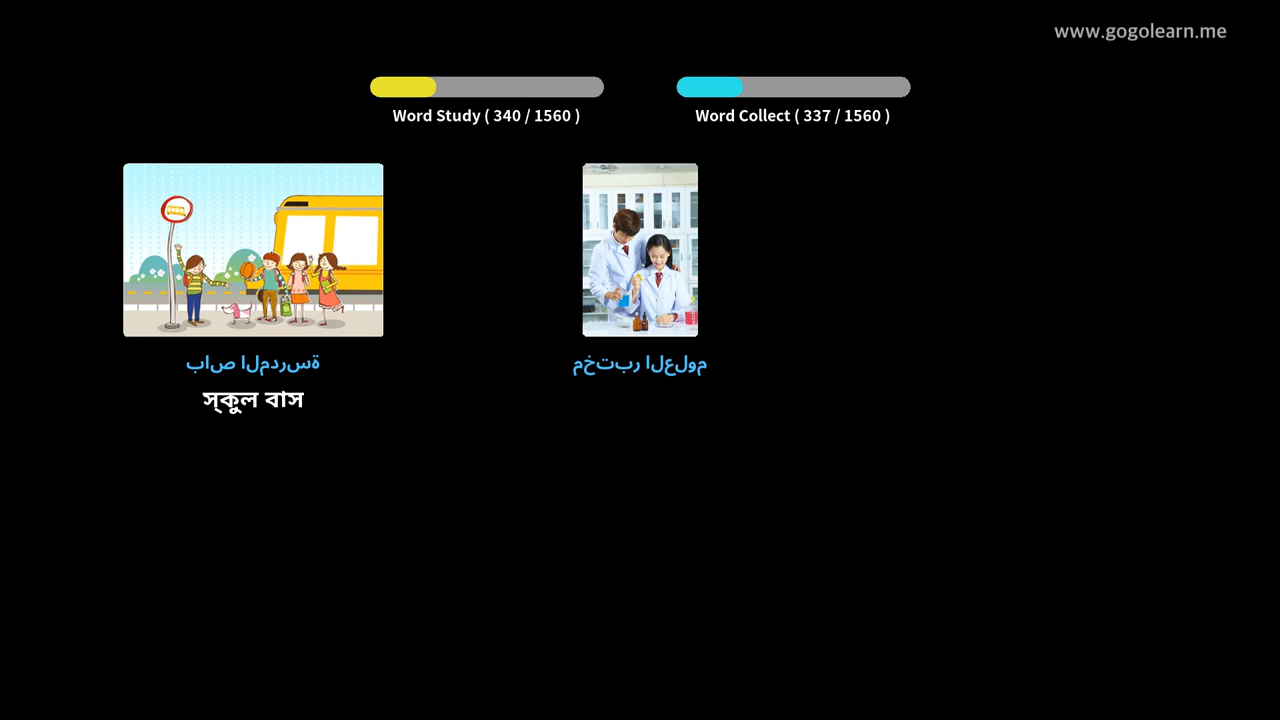 www.gogolearn.me
Word Study ( 340 / 1560 )
Word Collect ( 337 / 1560 )
باص المدرسة
مختبر العلوم
স্কুল বাস